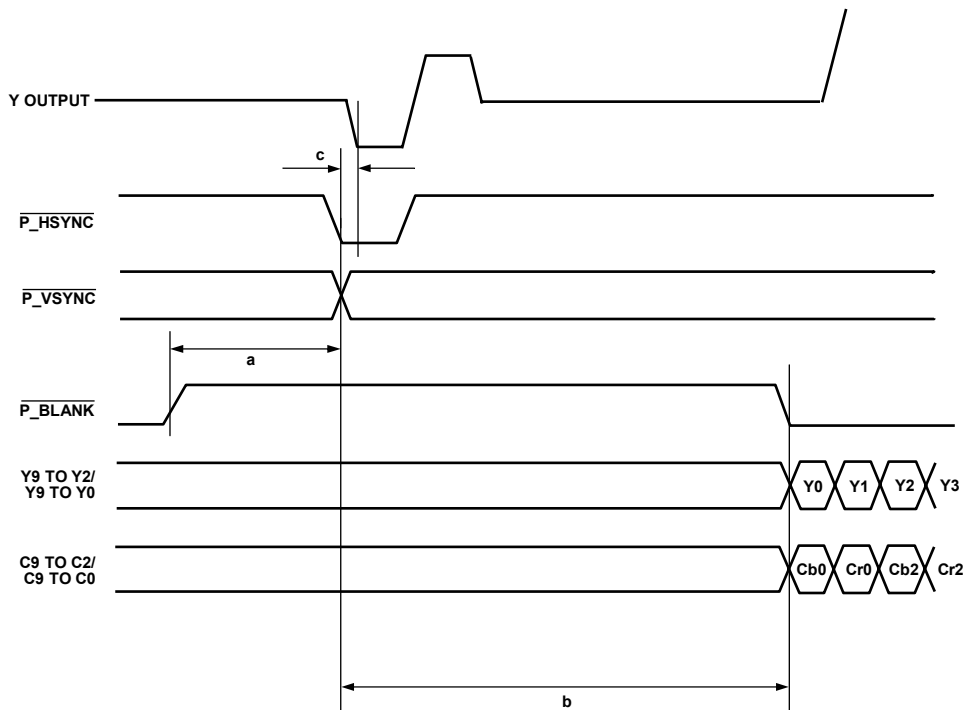 Y OUTPUT
c
P_HSYNC
P_VSYNC
a
P_BLANK
Y9 TO Y2/
Y9 TO Y0
Y0 Y1 Y2 Y3
C9 TO C2/
C9 TO C0
Cb0 Cr0 Cb2 Cr2
b